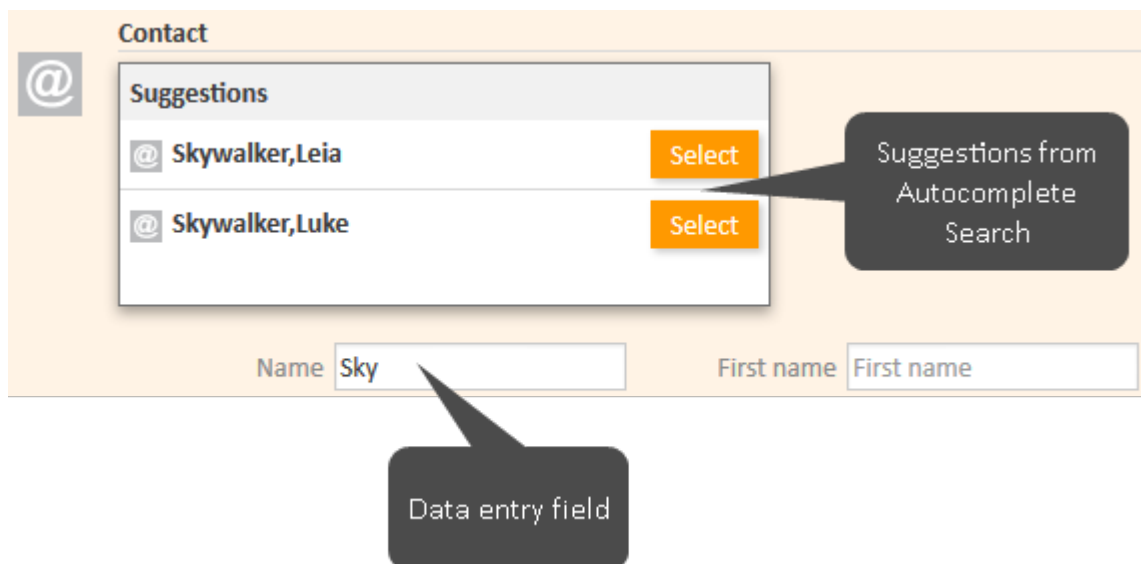 Contact
@
Suggestions
@ Skywalker,Leia Select
@ Skywalker,Luke Select
Suggestions from
Autocomplete
Search
Name Sky First name First name
Data entry field